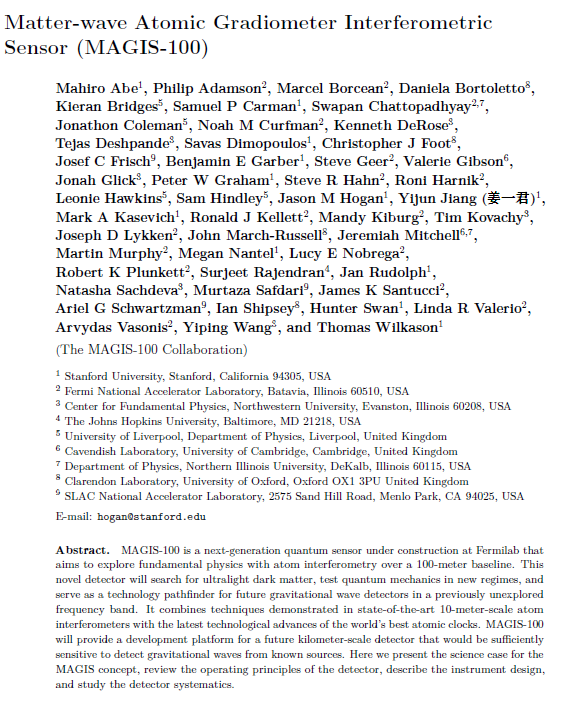 Matter-wave Atomic Gradiometer Interferometric
Sensor (MAGIS-100)
Mahiro Abe¹, Philip Adamson², Marcel Borcean², Daniela Bortoletto⁸,
Kieran Bridges⁵, Samuel P Carman¹, Swapan Chattopadhyay²,⁷,
Jonathon Coleman⁵, Noah M Curfman², Kenneth DeRose³,
Tejas Deshpande³, Savas Dimopoulos¹, Christopher J Foot⁸,
Josef C Frisch⁹, Benjamin E Garber¹, Steve Geer², Valerie Gibson⁶,
Jonah Glick³, Peter W Graham¹, Steve R Hahn², Roni Harnik²,
Leonie Hawkins⁵, Sam Hindley⁵, Jason M Hogan¹, Yijun Jiang (姜一君)¹,
Mark A Kasevich¹, Ronald J Kellett², Mandy Kiburg², Tim Kovachy³,
Joseph D Lykken², John March-Russell⁸, Jeremiah Mitchell⁶,⁷,
Martin Murphy², Megan Nantel¹, Lucy E Nobrega²,
Robert K Plunkett², Surjeet Rajendran⁴, Jan Rudolph¹,
Natasha Sachdeva³, Murtaza Safdari⁹, James K Santucci²,
Ariel G Schwartzman⁹, Ian Shipsey⁸, Hunter Swan¹, Linda R Valerio²,
Arvydas Vasonis², Yiping Wang³, and Thomas Wilkason¹
(The MAGIS-100 Collaboration)
¹ Stanford University, Stanford, California 94305, USA
² Fermi National Accelerator Laboratory, Batavia, Illinois 60510, USA
³ Center for Fundamental Physics, Northwestern University, Evanston, Illinois 60208, USA
⁴ The Johns Hopkins University, Baltimore, MD 21218, USA
⁵ University of Liverpool, Department of Physics, Liverpool, United Kingdom
⁶ Cavendish Laboratory, University of Cambridge, Cambridge, United Kingdom
⁷ Department of Physics, Northern Illinois University, DeKalb, Illinois 60115, USA
⁸ Clarendon Laboratory, University of Oxford, Oxford OX1 3PU United Kingdom
⁹ SLAC National Accelerator Laboratory, 2575 Sand Hill Road, Menlo Park, CA 94025, USA
E-mail: hogan@stanford.edu
Abstract. MAGIS-100 is a next-generation quantum sensor under construction at Fermilab that
aims to explore fundamental physics with atom interferometry over a 100-meter baseline. This
novel detector will search for ultralight dark matter, test quantum mechanics in new regimes, and
serve as a technology pathfinder for future gravitational wave detectors in a previously unexplored
frequency band. It combines techniques demonstrated in state-of-the-art 10-meter-scale atom
interferometers with the latest technological advances of the world's best atomic clocks. MAGIS-100
will provide a development platform for a future kilometer-scale detector that would be sufficiently
sensitive to detect gravitational waves from known sources. Here we present the science case for the
MAGIS concept, review the operating principles of the detector, describe the instrument design,
and study the detector systematics.